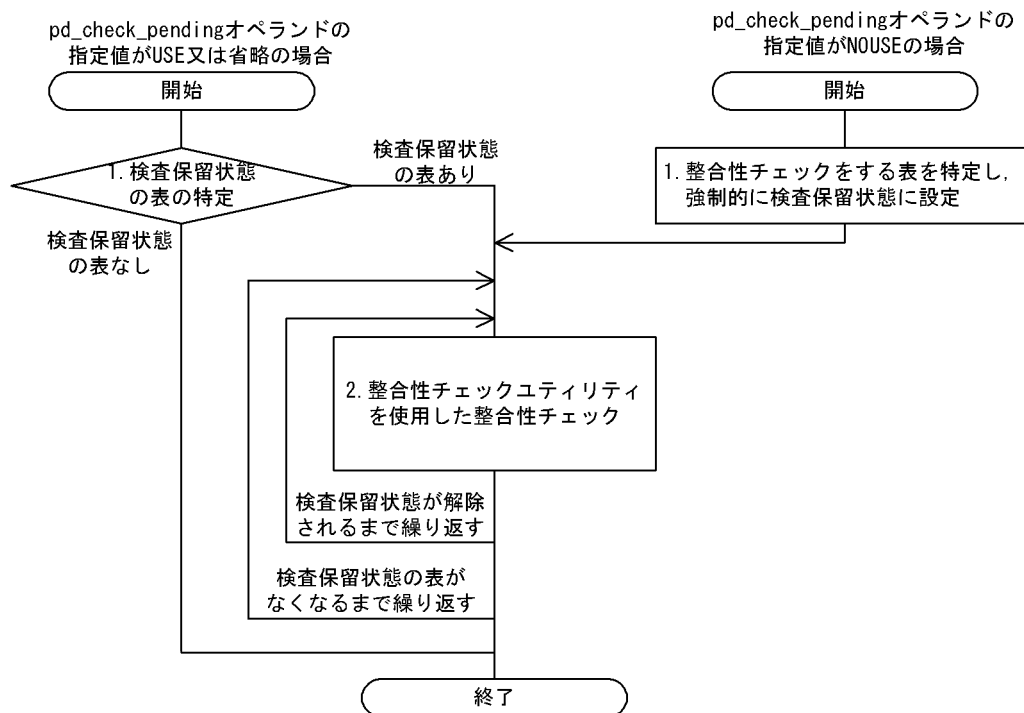 pd_check_pendingオペランドの
指定値がUSE又は省略の場合
開始
1.検査保留状態
の表の特定
検査保留状態
の表あり
検査保留状態
の表なし
pd_check_pendingオペランドの
指定値がNOUSEの場合
開始
1.整合性チェックをする表を特定し,
強制的に検査保留状態に設定
2.整合性チェックユティリティ
を使用した整合性チェック
検査保留状態が解除
されるまで繰り返す
検査保留状態の表が
なくなるまで繰り返す
終了